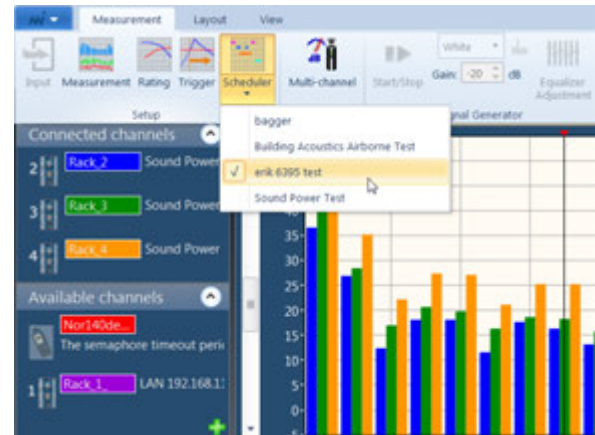 Measurement Layout View
Input Measurement Rating Trigger Scheduler Multi-channel Start/Stop
White
Gain: -20 dB
Equalizer
Adjustment
Setup
nal Generator
bagger
Building Acoustics Airborne Test
erik 6395 test
Sound Power Test
Connected channels
2 Rack_2 Sound Power
3 Rack_3 Sound Power
4 Rack_4 Sound Power
Available channels
Nor140de...
The semaphore timeout peri
1 Rack_1_ LAN 192.168.1
35
30
25
20
15
10
5
0